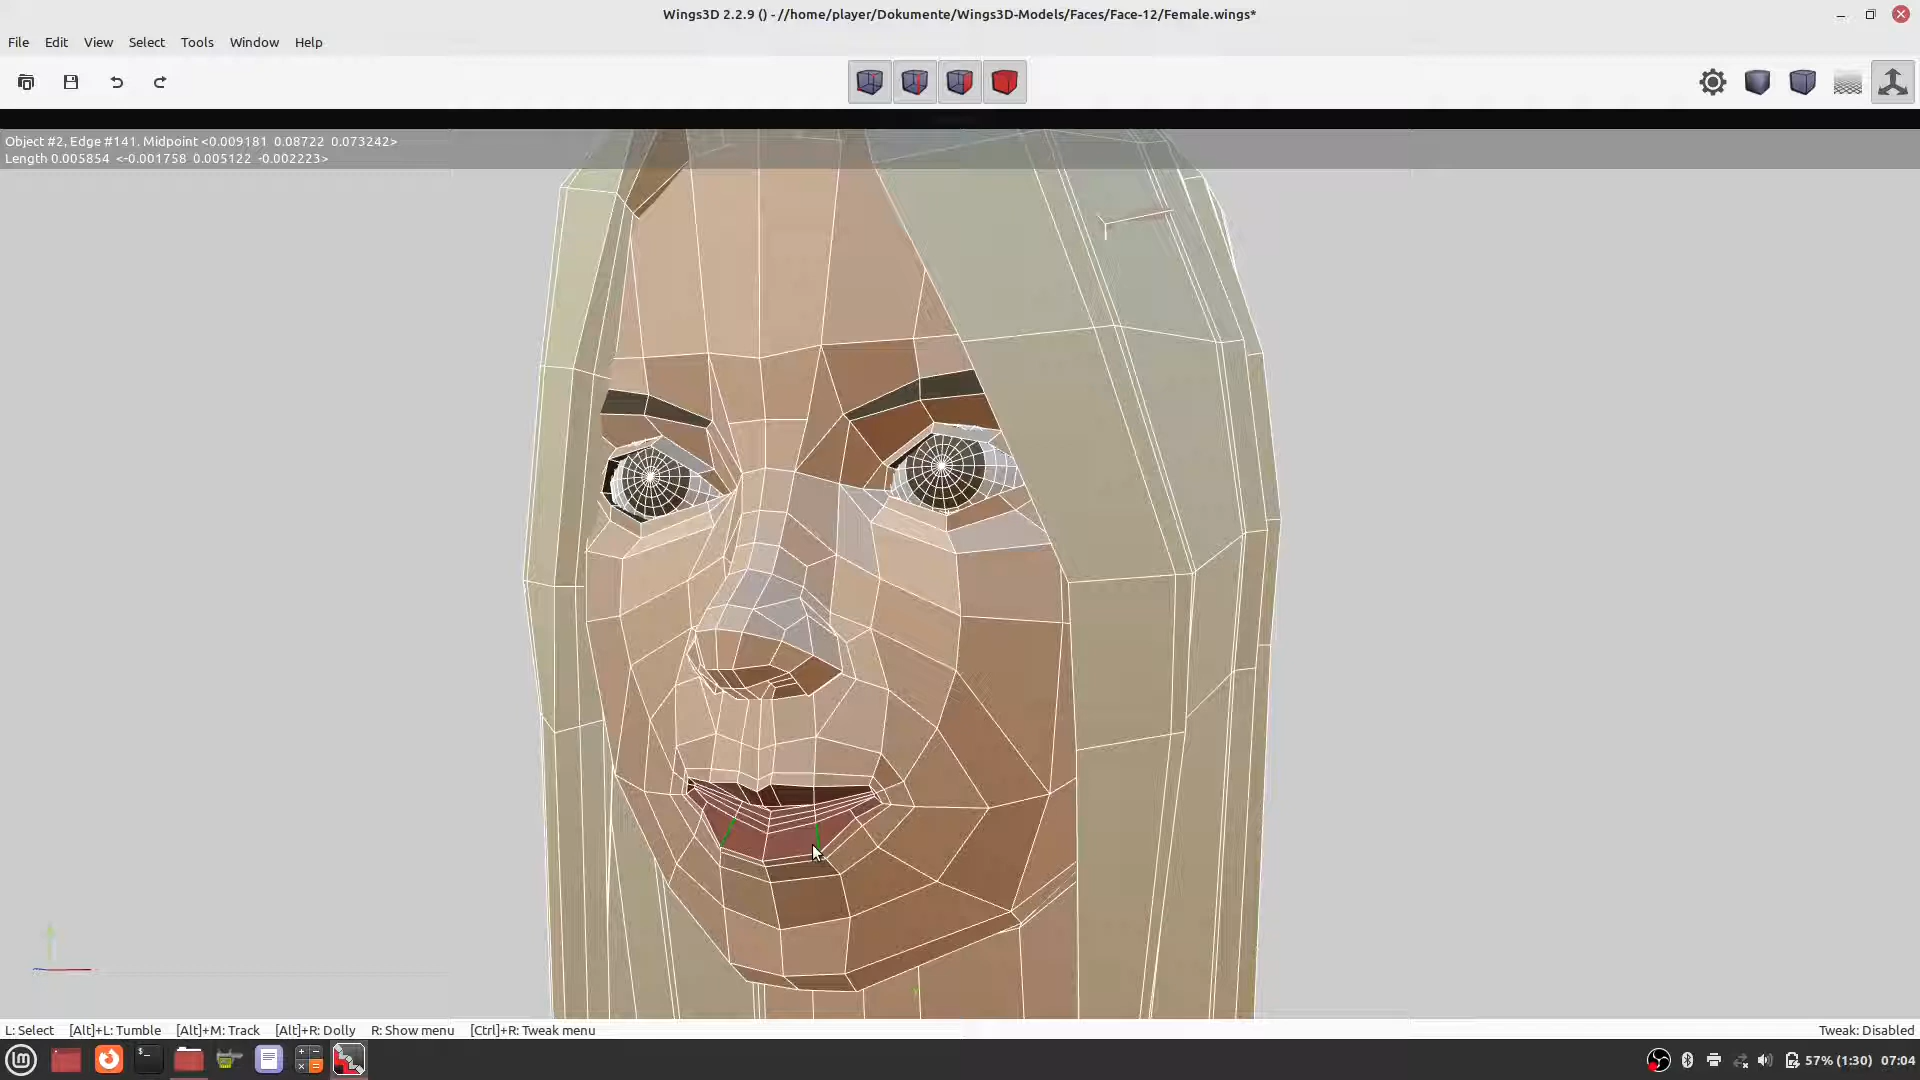 Wings3D 2.2.9 () - //home/player/Dokumente/Wings3D-Models/Faces/Face-12/Female.wings*
File Edit View Select Tools Window Help
Object #2, Edge #141. Midpoint <0.009181 0.08722 0.073242>
Length 0.005854 <-0.001758 0.005122 -0.002223>
L: Select [Alt]+L: Tumble [Alt]+M: Track [Alt]+R: Dolly R: Show menu [Ctrl]+R: Tweak menu Tweak: Disabled
57% (1:30) 07:04